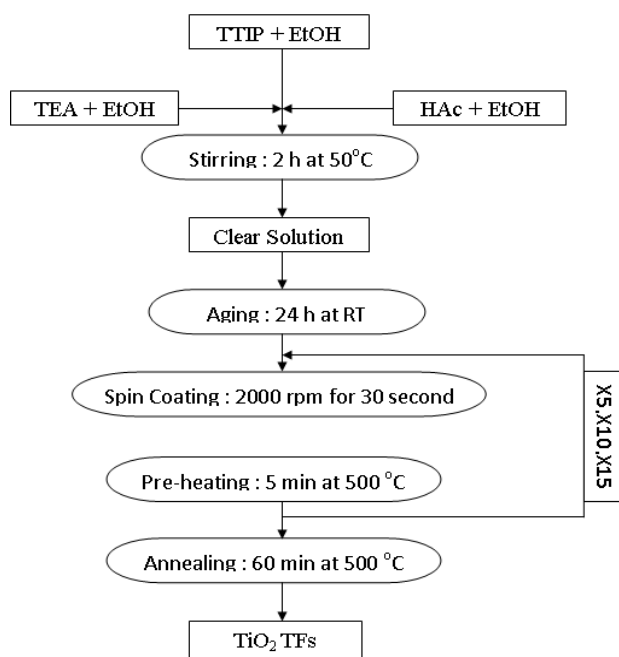 TTIP + EtOH
TEA + EtOH
HAc + EtOH
Stirring : 2 h at 50°C
Clear Solution
Aging : 24 h at RT
Spin Coating : 2000 rpm for 30 second
X5,X10,X15
Pre-heating : 5 min at 500 °C
Annealing : 60 min at 500 °C
TiO₂ TFs